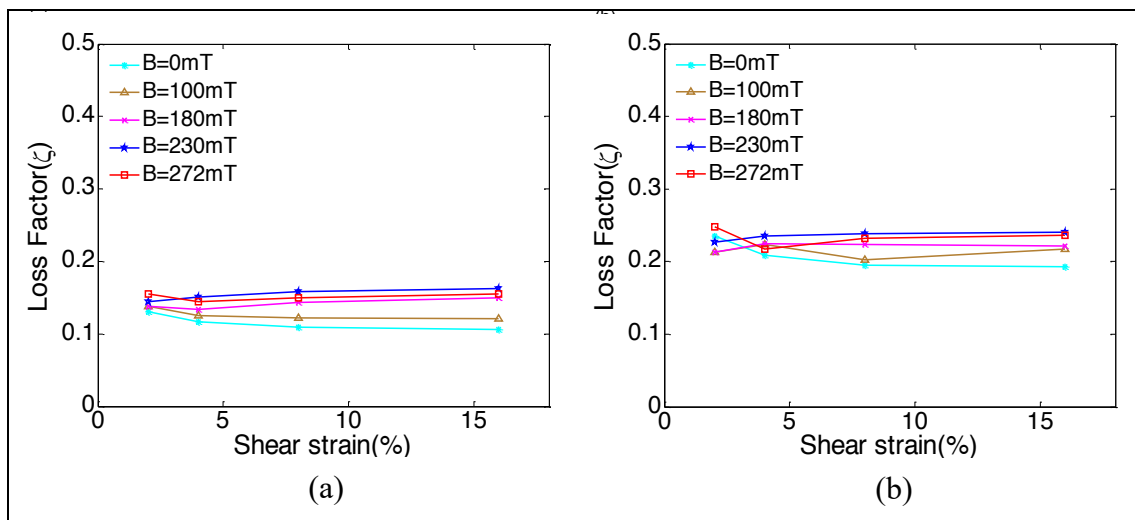 0.5
0.4
0.3
0.2
0.1
0
Loss Factor(ζ)
B=0mT
B=100mT
B=180mT
B=230mT
B=272mT
0 5 10 15
Shear strain(%)
(a)
0.5
0.4
0.3
0.2
0.1
0
Loss Factor(ζ)
B=0mT
B=100mT
B=180mT
B=230mT
B=272mT
0 5 10 15
Shear strain(%)
(b)